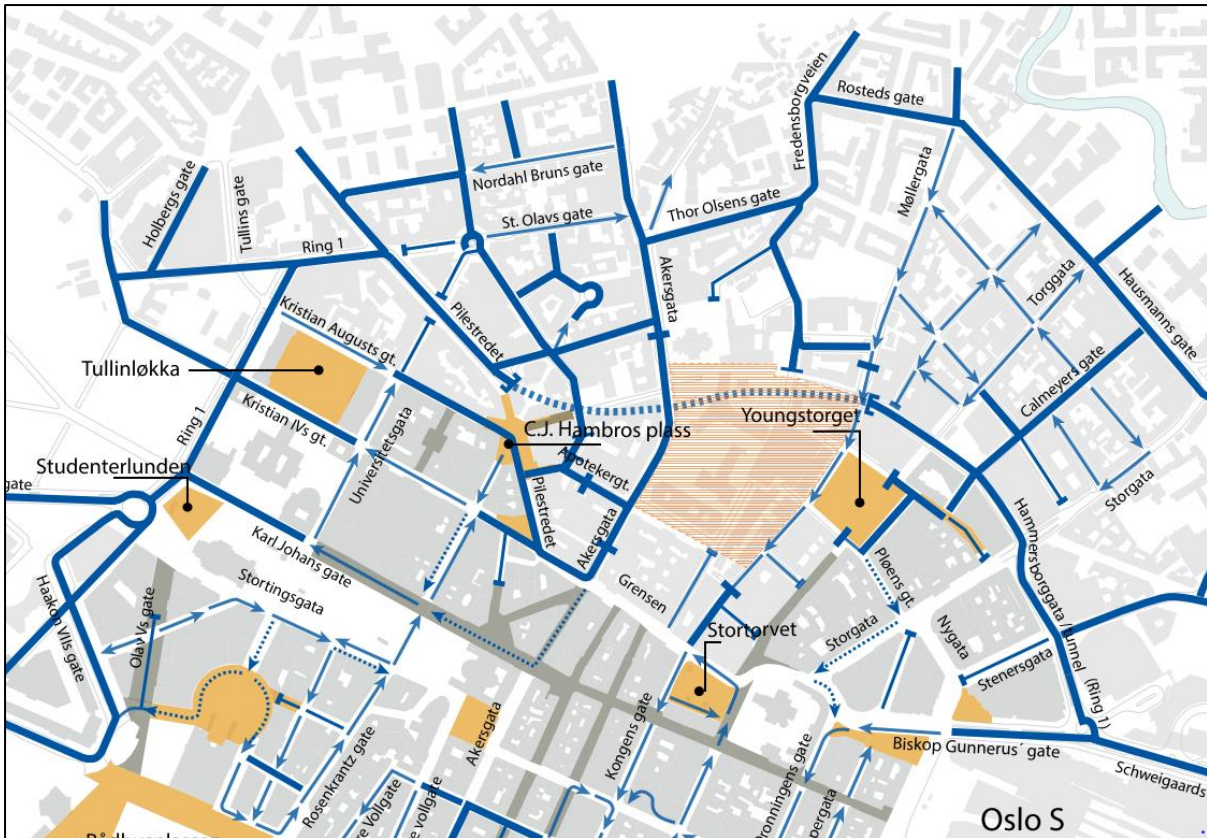 Rosteds gate
Fredensborgveien
Holbergs gate
Tullins gate
Nordahl Bruns gate
St. Olavs gate
Thor Olsens gate
Møllergata
Ring 1
Akersgata
Torggata
Hausmanns gate
Kristian Augusts gt.
Pilestredet
Tullinløkka
Calmeyers gate
Youngstorget
Kristian IVs gt.
Ring 1
C.J. Hambros plass
Universitetsgata
Apotekergt.
Studenterlunden
Storgata
gate
Pilestredet
Akersgata
Hammersborggata /tunnel (Ring 1)
Karl Johans gate
Pløens gt.
Grensen
Stortingsgata
Haakon VIIs gate
Olav Vs gate
Storgata
Nygata
Stortorvet
Stenersgata
Rosenkrantz gate
Akersgata
Kongens gate
Biskop Gunnerus´ gate
Schweigaards
Dronningens gate
Oslo S